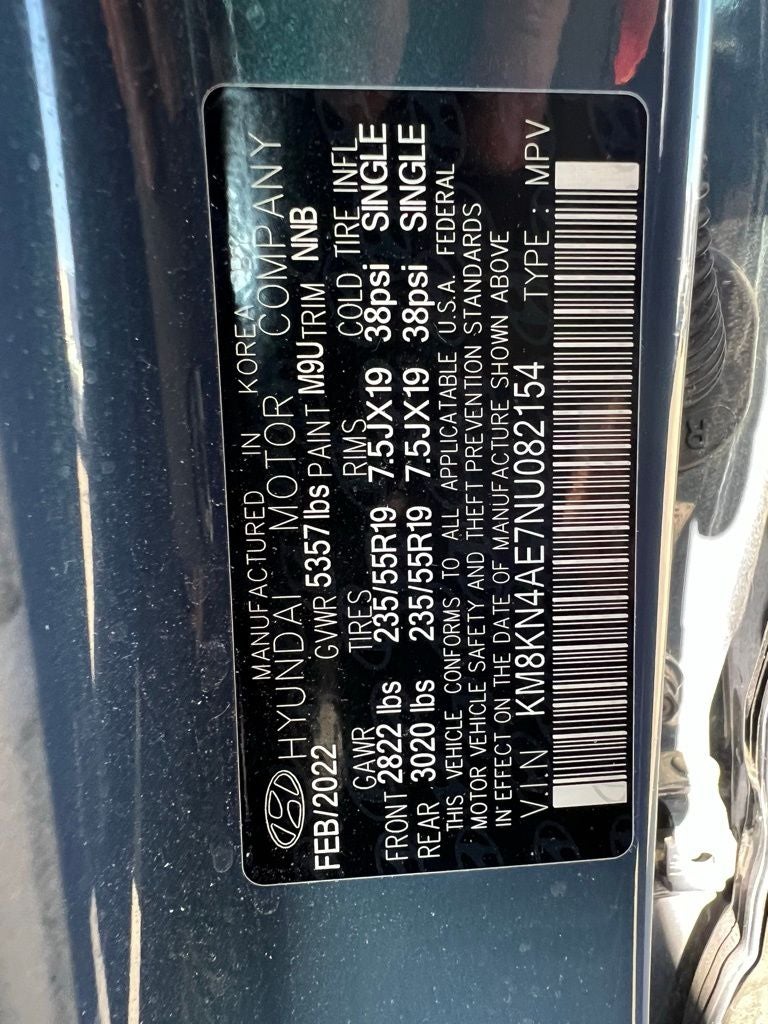 MANUFACTURED IN KOREA
HYUNDAI MOTOR COMPANY
FEB/2022 GVWR 5357lbs PAINT M9U TRIM NNB
GAWR TIRES RIMS COLD TIRE INFL
FRONT 2822 lbs 235/55R19 7.5JX19 38psi SINGLE
REAR 3020 lbs 235/55R19 7.5JX19 38psi SINGLE
THIS VEHICLE CONFORMS TO ALL APPLICATABLE U.S.A. FEDERAL
MOTOR VEHICLE SAFETY AND THEFT PREVENTION STANDARDS
IN EFFECT ON THE DATE OF MANUFACTURE SHOWN ABOVE
V.I.N KM8KN4AE7NU082154 TYPE : MPV